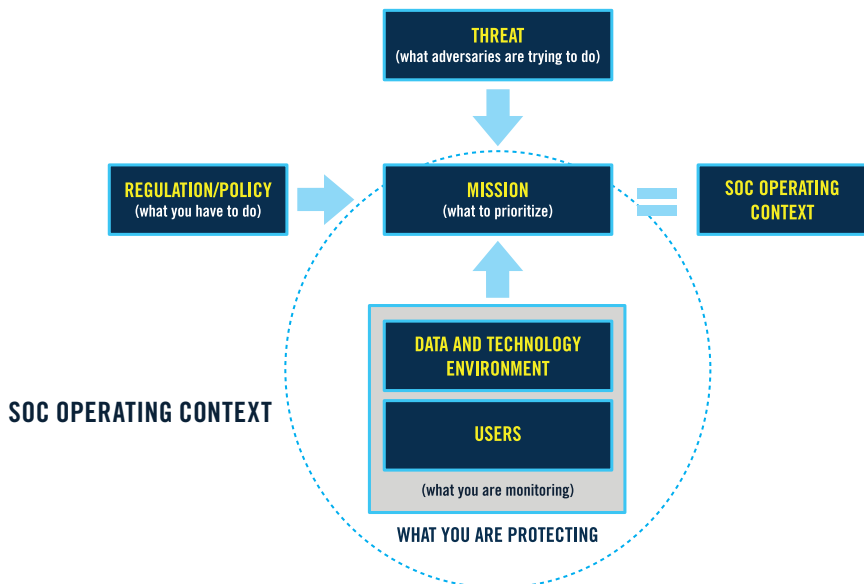 THREAT
(what adversaries are trying to do)
REGULATION/POLICY
(what you have to do)
MISSION
(what to prioritize)
SOC OPERATING
CONTEXT
DATA AND TECHNOLOGY
ENVIRONMENT
SOC OPERATING CONTEXT
USERS
(what you are monitoring)
WHAT YOU ARE PROTECTING